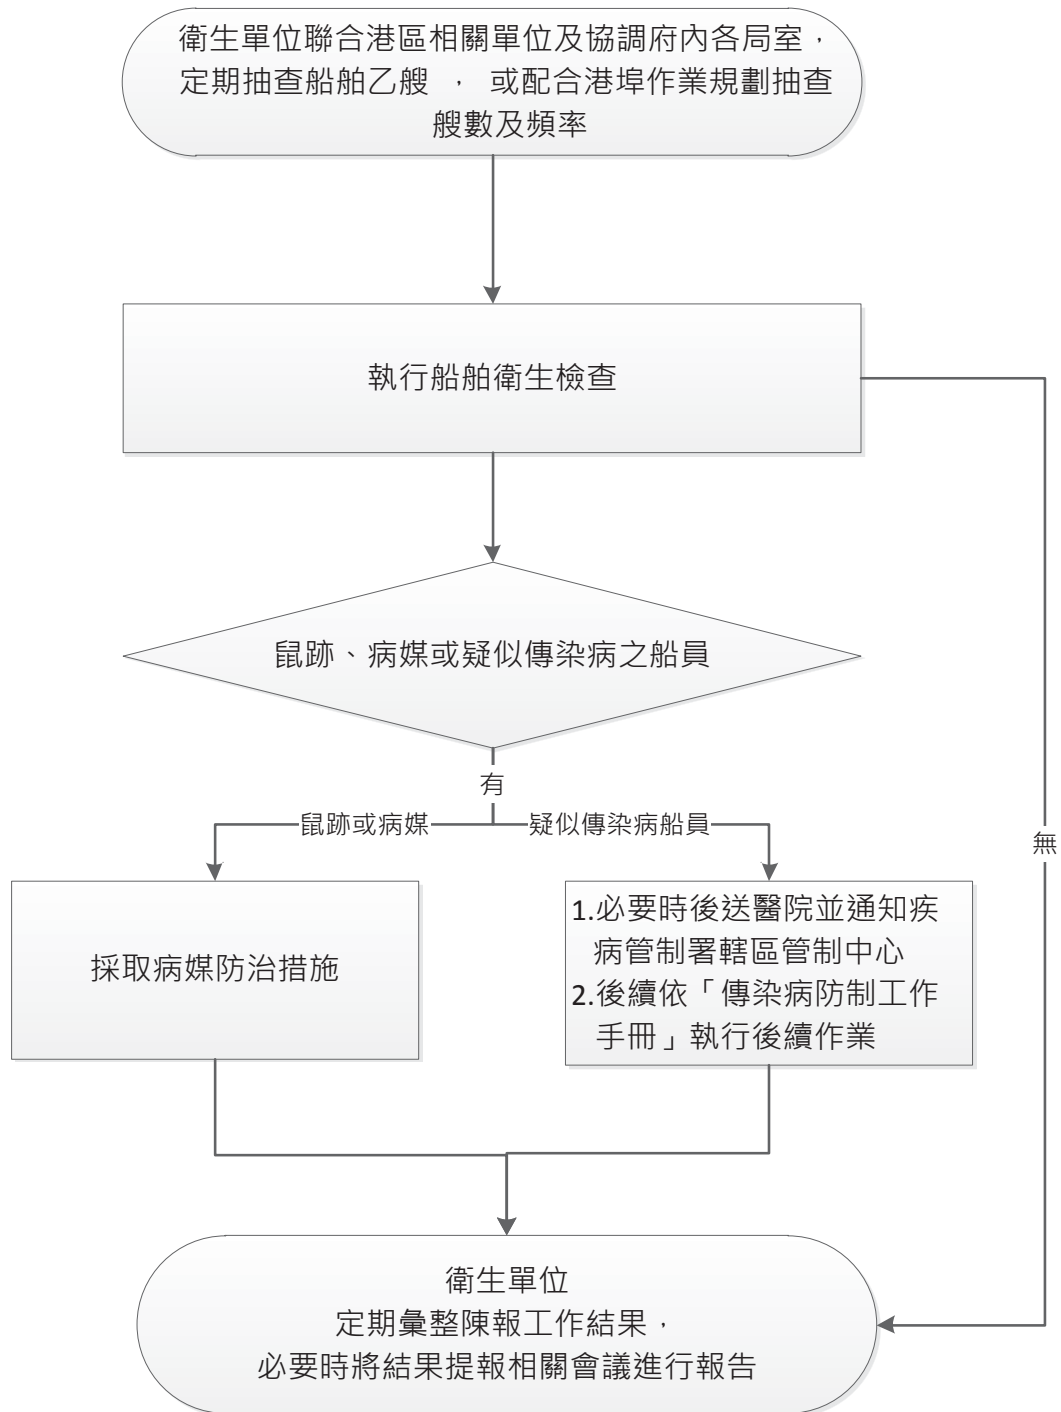 衛生單位聯合港區相關單位及協調府內各局室，
定期抽查船舶乙艘 ， 或配合港埠作業規劃抽查
艘數及頻率
執行船舶衛生檢查
鼠跡、病媒或疑似傳染病之船員
有
鼠跡或病媒
疑似傳染病船員
無
採取病媒防治措施
1.必要時後送醫院並通知疾
病管制署轄區管制中心
2.後續依「傳染病防制工作
手冊」執行後續作業
衛生單位
定期彙整陳報工作結果，
必要時將結果提報相關會議進行報告